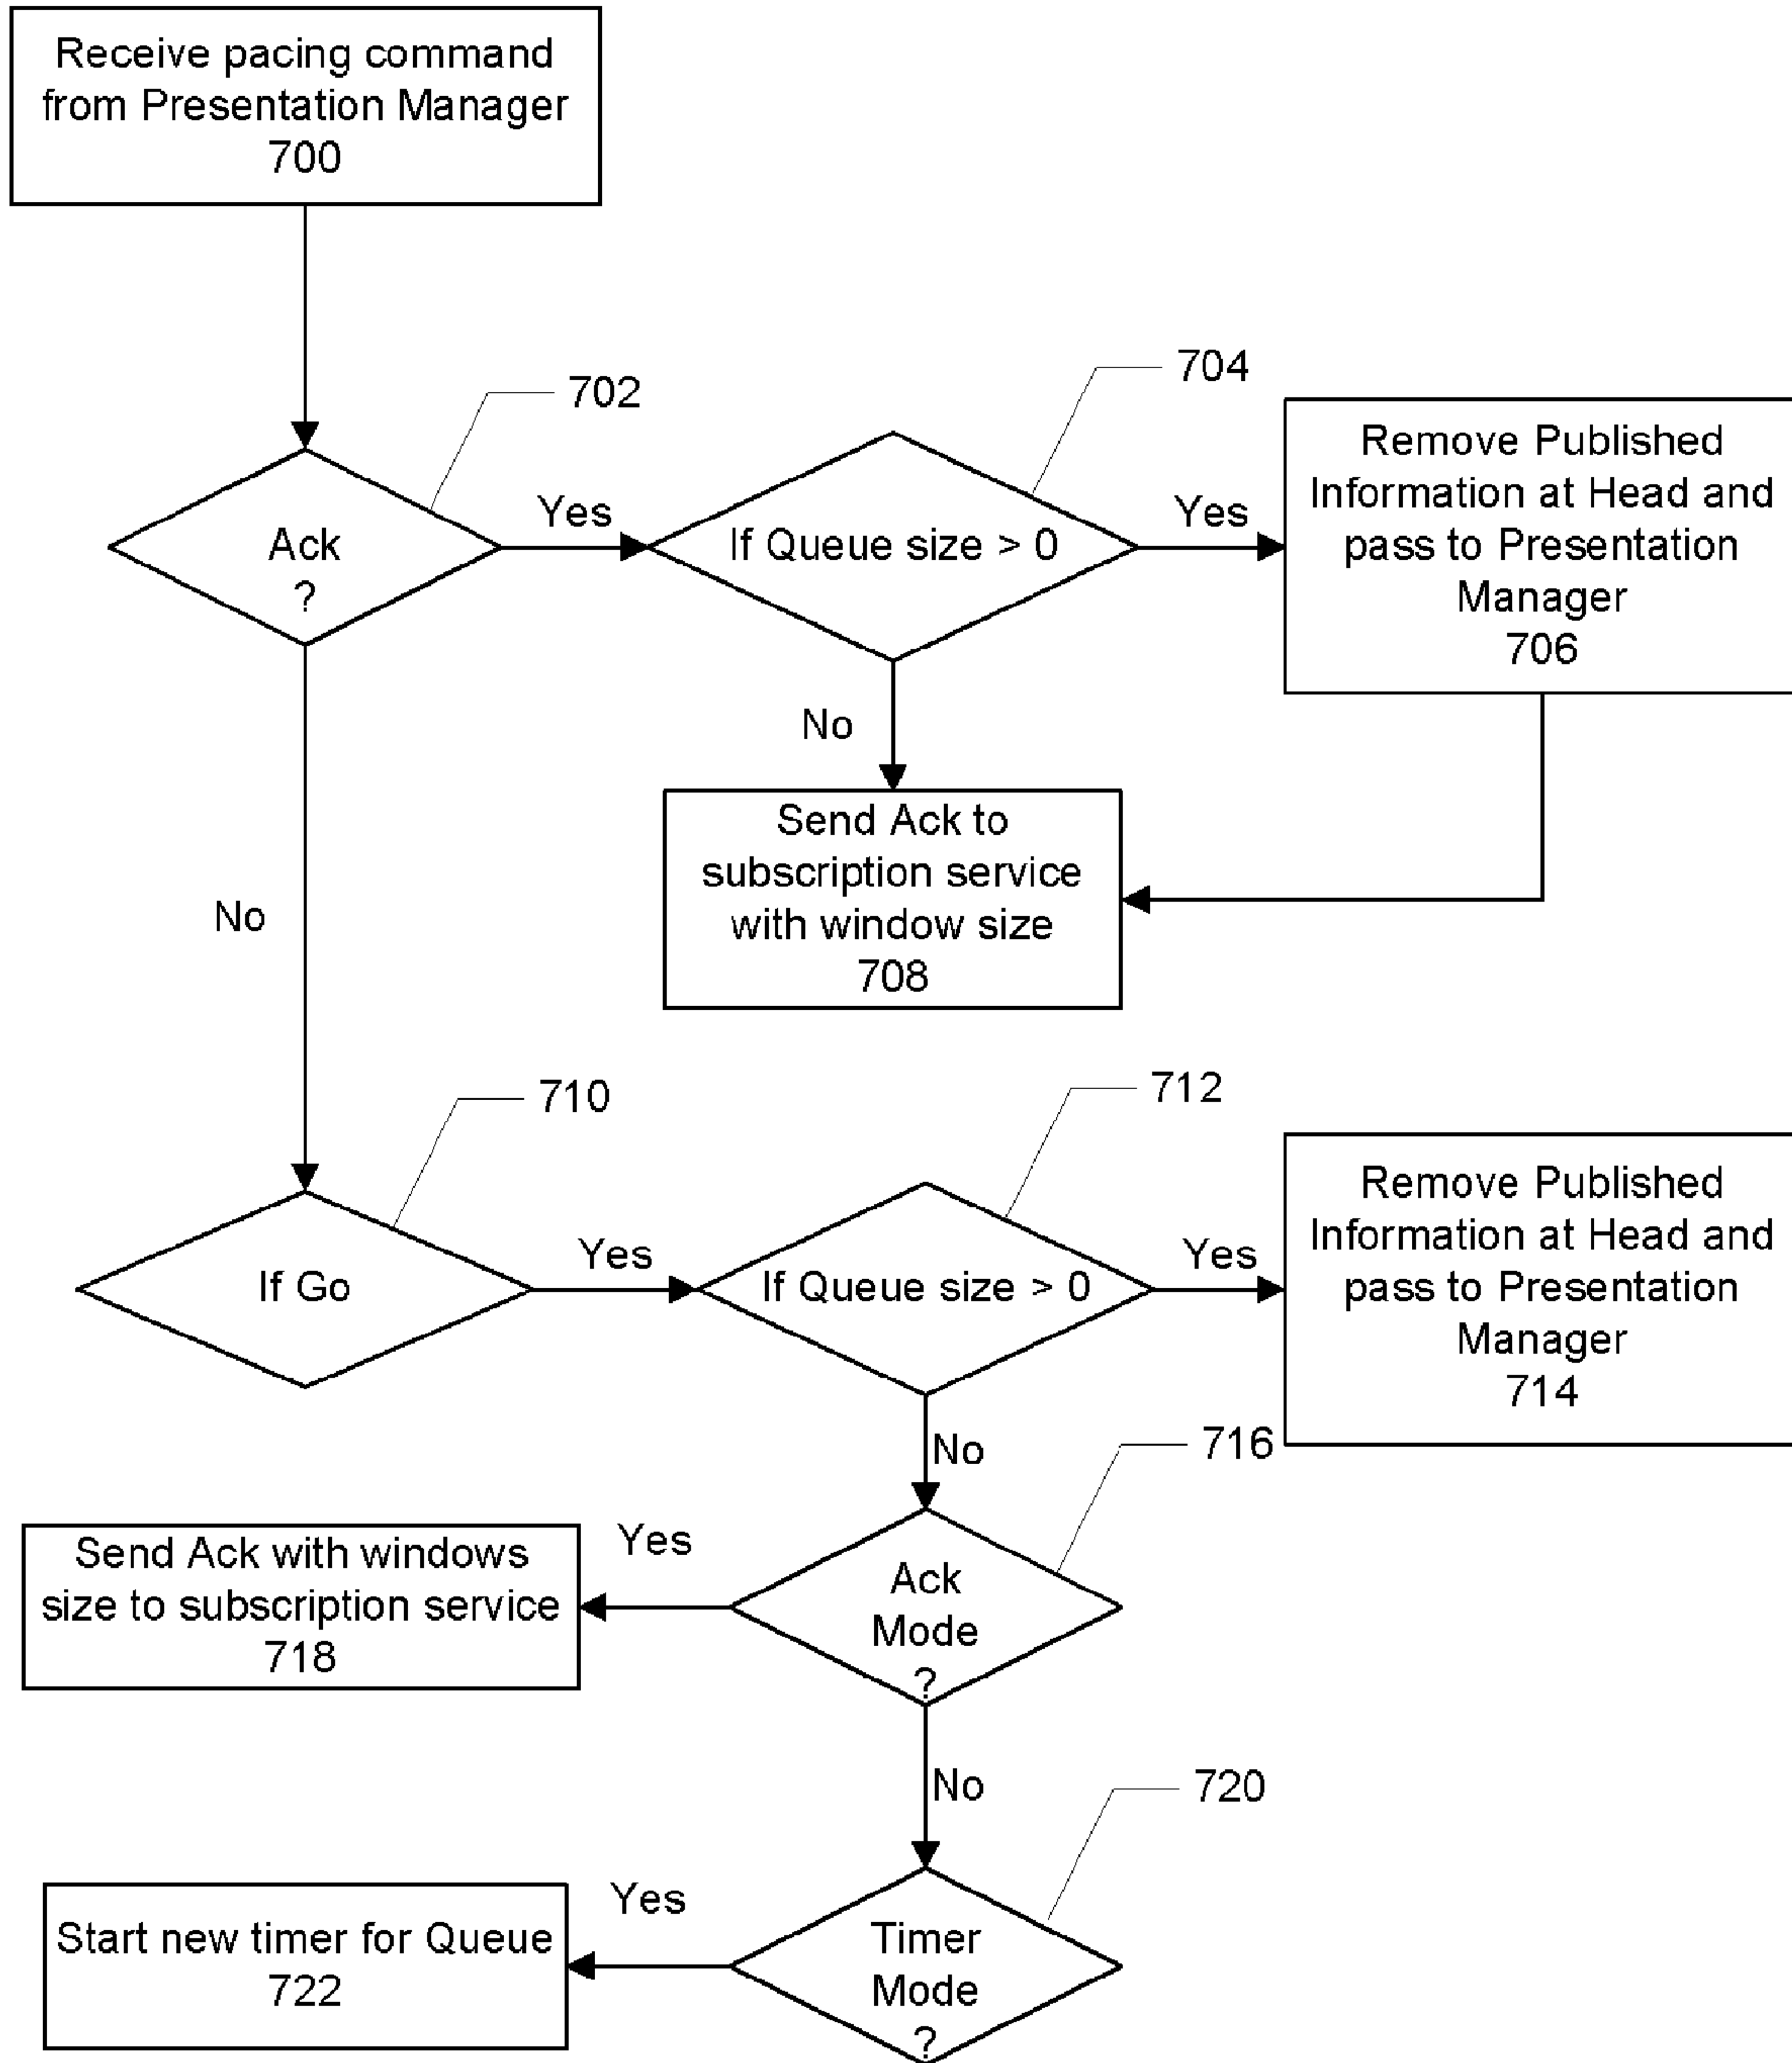 Receive pacing command
from Presentation Manager
700
702
704
Ack
?
Yes
If Queue size > 0
Yes
Remove Published
Information at Head and
pass to Presentation
Manager
706
No
No
Send Ack to
subscription service
with window size
708
710
712
If Go
Yes
If Queue size > 0
Yes
Remove Published
Information at Head and
pass to Presentation
Manager
714
No
716
Send Ack with windows
size to subscription service
718
Yes
Ack
Mode
?
No
720
Start new timer for Queue
722
Yes
Timer
Mode
?